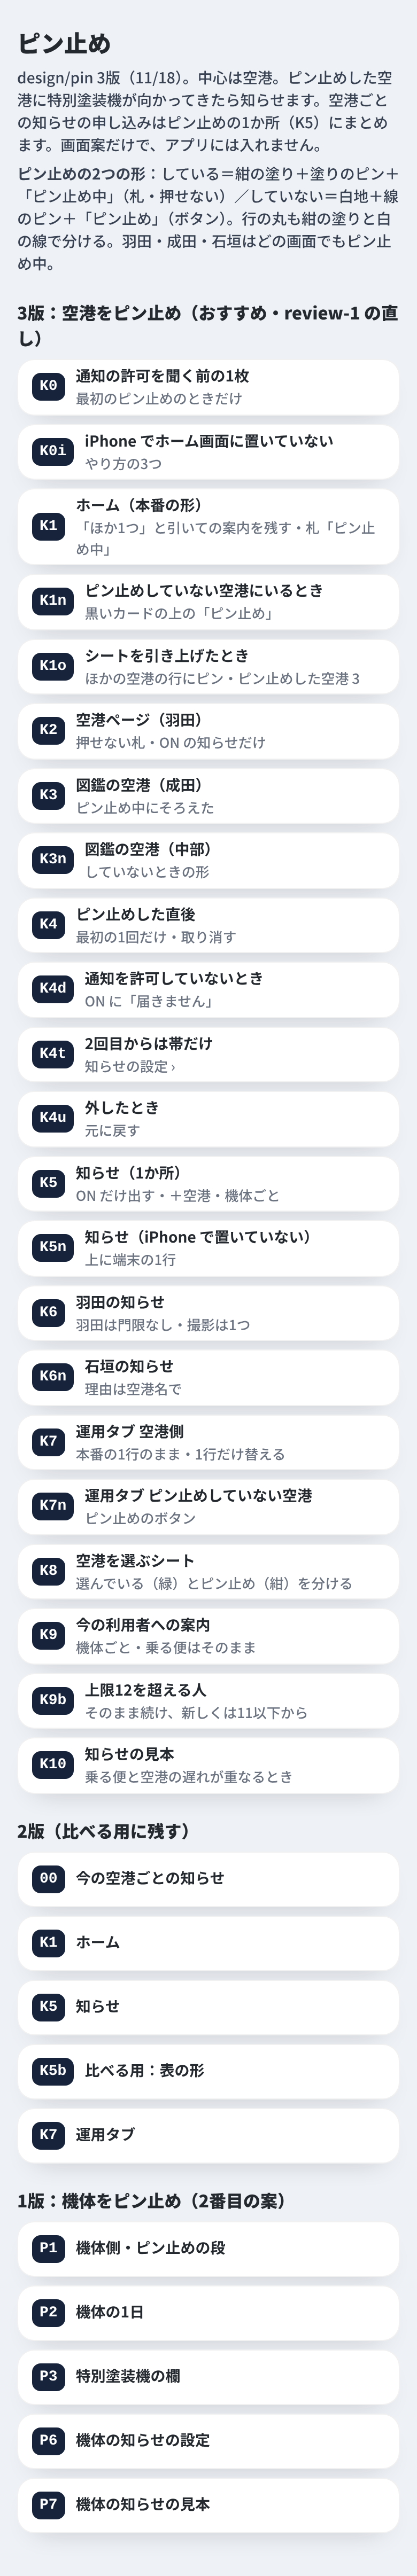 ピン止め
design/pin 3版（11/18）。中心は空港。ピン止めした空
港に特別塗装機が向かってきたら知らせます。空港ごと
の知らせの申し込みはピン止めの1か所（K5）にまとめ
ます。画面案だけで、アプリには入れません。
ピン止めの2つの形：している＝紺の塗り＋塗りのピン＋
「ピン止め中」（札・押せない）／していない＝白地＋線
のピン＋「ピン止め」（ボタン）。行の丸も紺の塗りと白
の線で分ける。羽田・成田・石垣はどの画面でもピン止
め中。
3版：空港をピン止め（おすすめ・review-1 の直
し）
K0
通知の許可を聞く前の1枚
最初のピン止めのときだけ
K0i
iPhone でホーム画面に置いていない
やり方の3つ
K1
ホーム（本番の形）
「ほか1つ」と引いての案内を残す・札「ピン止
め中」
K1n
ピン止めしていない空港にいるとき
黒いカードの上の「ピン止め」
K1o
シートを引き上げたとき
ほかの空港の行にピン・ピン止めした空港 3
K2
空港ページ（羽田）
押せない札・ON の知らせだけ
K3
図鑑の空港（成田）
ピン止め中にそろえた
K3n
図鑑の空港（中部）
していないときの形
K4
ピン止めした直後
最初の1回だけ・取り消す
K4d
通知を許可していないとき
ON に「届きません」
K4t
2回目からは帯だけ
知らせの設定 ›
K4u
外したとき
元に戻す
K5
知らせ（1か所）
ON だけ出す・＋空港・機体ごと
K5n
知らせ（iPhone で置いていない）
上に端末の1行
K6
羽田の知らせ
羽田は門限なし・撮影は1つ
K6n
石垣の知らせ
理由は空港名で
K7
運用タブ 空港側
本番の1行のまま・1行だけ替える
K7n
運用タブ ピン止めしていない空港
ピン止めのボタン
K8
空港を選ぶシート
選んでいる（緑）とピン止め（紺）を分ける
K9
今の利用者への案内
機体ごと・乗る便はそのまま
K9b
上限12を超える人
そのまま続け、新しくは11以下から
K10
知らせの見本
乗る便と空港の遅れが重なるとき
2版（比べる用に残す）
00
今の空港ごとの知らせ
K1
ホーム
K5
知らせ
K5b
比べる用：表の形
K7
運用タブ
1版：機体をピン止め（2番目の案）
P1
機体側・ピン止めの段
P2
機体の1日
P3
特別塗装機の欄
P6
機体の知らせの設定
P7
機体の知らせの見本